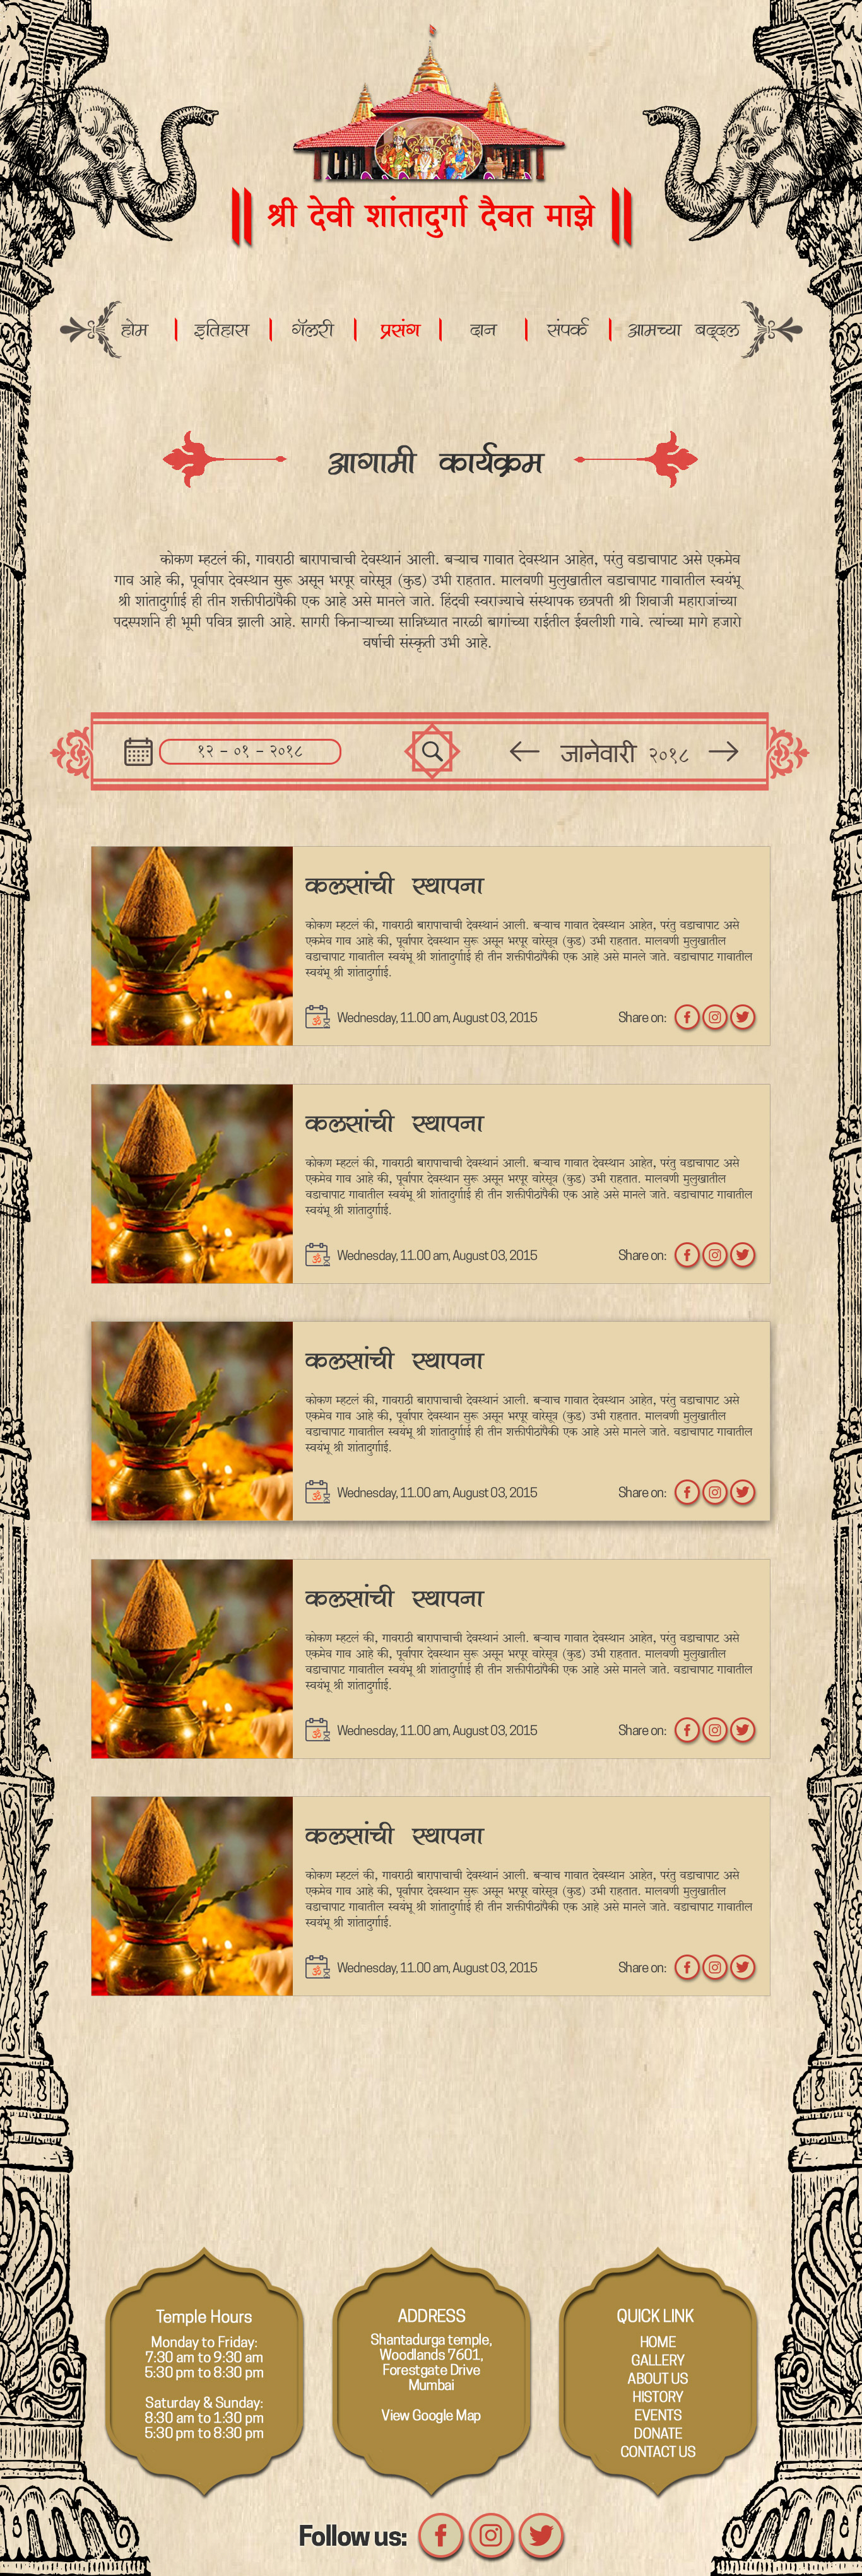 || श्री देवी शांतादुर्गा दैवत माझे ||
होम | इतिहास | गॅलरी | प्रसंग | दान | संपर्क | आमच्या बद्दल
आगामी कार्यक्रम
कोकण म्हटलं की, गावराठी बारापाचाची देवस्थानं आली. बऱ्याच गावात देवस्थान आहेत, परंतु वडाचापाट असे एकमेव
गाव आहे की, पूर्वापार देवस्थान सुरू असून भरपूर वारेसूत्र (कुड) उभी राहतात. मालवणी मुलुखातील वडाचापाट गावातील स्वयंभू
श्री शांतादुर्गाई ही तीन शक्तीपीठांपैकी एक आहे असे मानले जाते. हिंदवी स्वराज्याचे संस्थापक छत्रपती श्री शिवाजी महाराजांच्या
पदस्पर्शाने ही भूमी पवित्र झाली आहे. सागरी किनाऱ्याच्या सान्निध्यात नारळी बागांच्या राईतील ईवलीशी गावे. त्यांच्या मागे हजारो
वर्षाची संस्कृती उभी आहे.
१२ - ०१ - २०१८
जानेवारी २०१८
कलसांची स्थापना
कोकण म्हटलं की, गावराठी बारापाचाची देवस्थानं आली. बऱ्याच गावात देवस्थान आहेत, परंतु वडाचापाट असे
एकमेव गाव आहे की, पूर्वापार देवस्थान सुरू असून भरपूर वारेसूत्र (कुड) उभी राहतात. मालवणी मुलुखातील
वडाचापाट गावातील स्वयंभू श्री शांतादुर्गाई ही तीन शक्तीपीठांपैकी एक आहे असे मानले जाते. वडाचापाट गावातील
स्वयंभू श्री शांतादुर्गाई.
Wednesday, 11.00 am, August 03, 2015 Share on:
कलसांची स्थापना
कोकण म्हटलं की, गावराठी बारापाचाची देवस्थानं आली. बऱ्याच गावात देवस्थान आहेत, परंतु वडाचापाट असे
एकमेव गाव आहे की, पूर्वापार देवस्थान सुरू असून भरपूर वारेसूत्र (कुड) उभी राहतात. मालवणी मुलुखातील
वडाचापाट गावातील स्वयंभू श्री शांतादुर्गाई ही तीन शक्तीपीठांपैकी एक आहे असे मानले जाते. वडाचापाट गावातील
स्वयंभू श्री शांतादुर्गाई.
Wednesday, 11.00 am, August 03, 2015 Share on:
कलसांची स्थापना
कोकण म्हटलं की, गावराठी बारापाचाची देवस्थानं आली. बऱ्याच गावात देवस्थान आहेत, परंतु वडाचापाट असे
एकमेव गाव आहे की, पूर्वापार देवस्थान सुरू असून भरपूर वारेसूत्र (कुड) उभी राहतात. मालवणी मुलुखातील
वडाचापाट गावातील स्वयंभू श्री शांतादुर्गाई ही तीन शक्तीपीठांपैकी एक आहे असे मानले जाते. वडाचापाट गावातील
स्वयंभू श्री शांतादुर्गाई.
Wednesday, 11.00 am, August 03, 2015 Share on:
कलसांची स्थापना
कोकण म्हटलं की, गावराठी बारापाचाची देवस्थानं आली. बऱ्याच गावात देवस्थान आहेत, परंतु वडाचापाट असे
एकमेव गाव आहे की, पूर्वापार देवस्थान सुरू असून भरपूर वारेसूत्र (कुड) उभी राहतात. मालवणी मुलुखातील
वडाचापाट गावातील स्वयंभू श्री शांतादुर्गाई ही तीन शक्तीपीठांपैकी एक आहे असे मानले जाते. वडाचापाट गावातील
स्वयंभू श्री शांतादुर्गाई.
Wednesday, 11.00 am, August 03, 2015 Share on:
कलसांची स्थापना
कोकण म्हटलं की, गावराठी बारापाचाची देवस्थानं आली. बऱ्याच गावात देवस्थान आहेत, परंतु वडाचापाट असे
एकमेव गाव आहे की, पूर्वापार देवस्थान सुरू असून भरपूर वारेसूत्र (कुड) उभी राहतात. मालवणी मुलुखातील
वडाचापाट गावातील स्वयंभू श्री शांतादुर्गाई ही तीन शक्तीपीठांपैकी एक आहे असे मानले जाते. वडाचापाट गावातील
स्वयंभू श्री शांतादुर्गाई.
Wednesday, 11.00 am, August 03, 2015 Share on:
Temple Hours
Monday to Friday:
7:30 am to 9:30 am
5:30 pm to 8:30 pm
Saturday & Sunday:
8:30 am to 1:30 pm
5:30 pm to 8:30 pm
ADDRESS
Shantadurga temple,
Woodlands 7601,
Forestgate Drive
Mumbai
View Google Map
QUICK LINK
HOME
GALLERY
ABOUT US
HISTORY
EVENTS
DONATE
CONTACT US
Follow us: